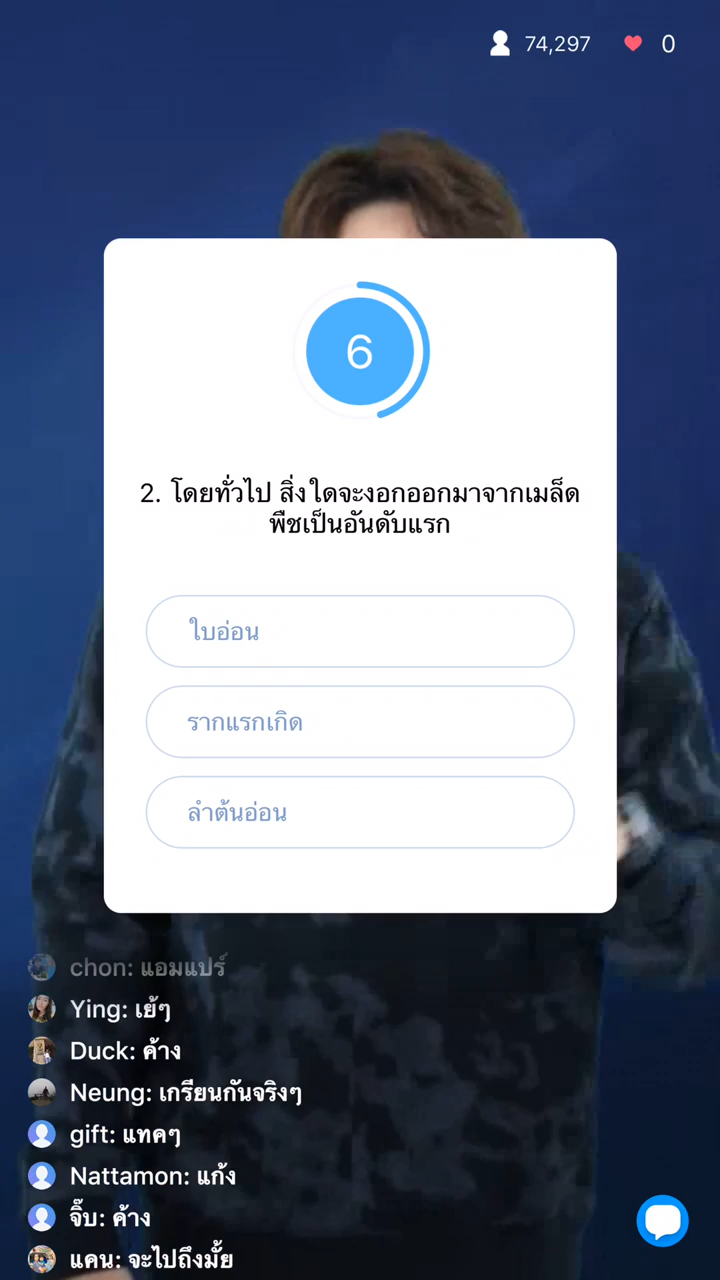 74,297 0
6
2. โดยทั่วไป สิ่งใดจะงอกออกมาจากเมล็ด
พืชเป็นอันดับแรก
ใบอ่อน
รากแรกเกิด
ลำต้นอ่อน
chon: แอมแปร์
Ying: เย้ๆ
Duck: ค้าง
Neung: เกรียนกันจริงๆ
gift: แทคๆ
Nattamon: แก้ง
จิ๊บ: ค้าง
แคน: จะไปถึงมั้ย